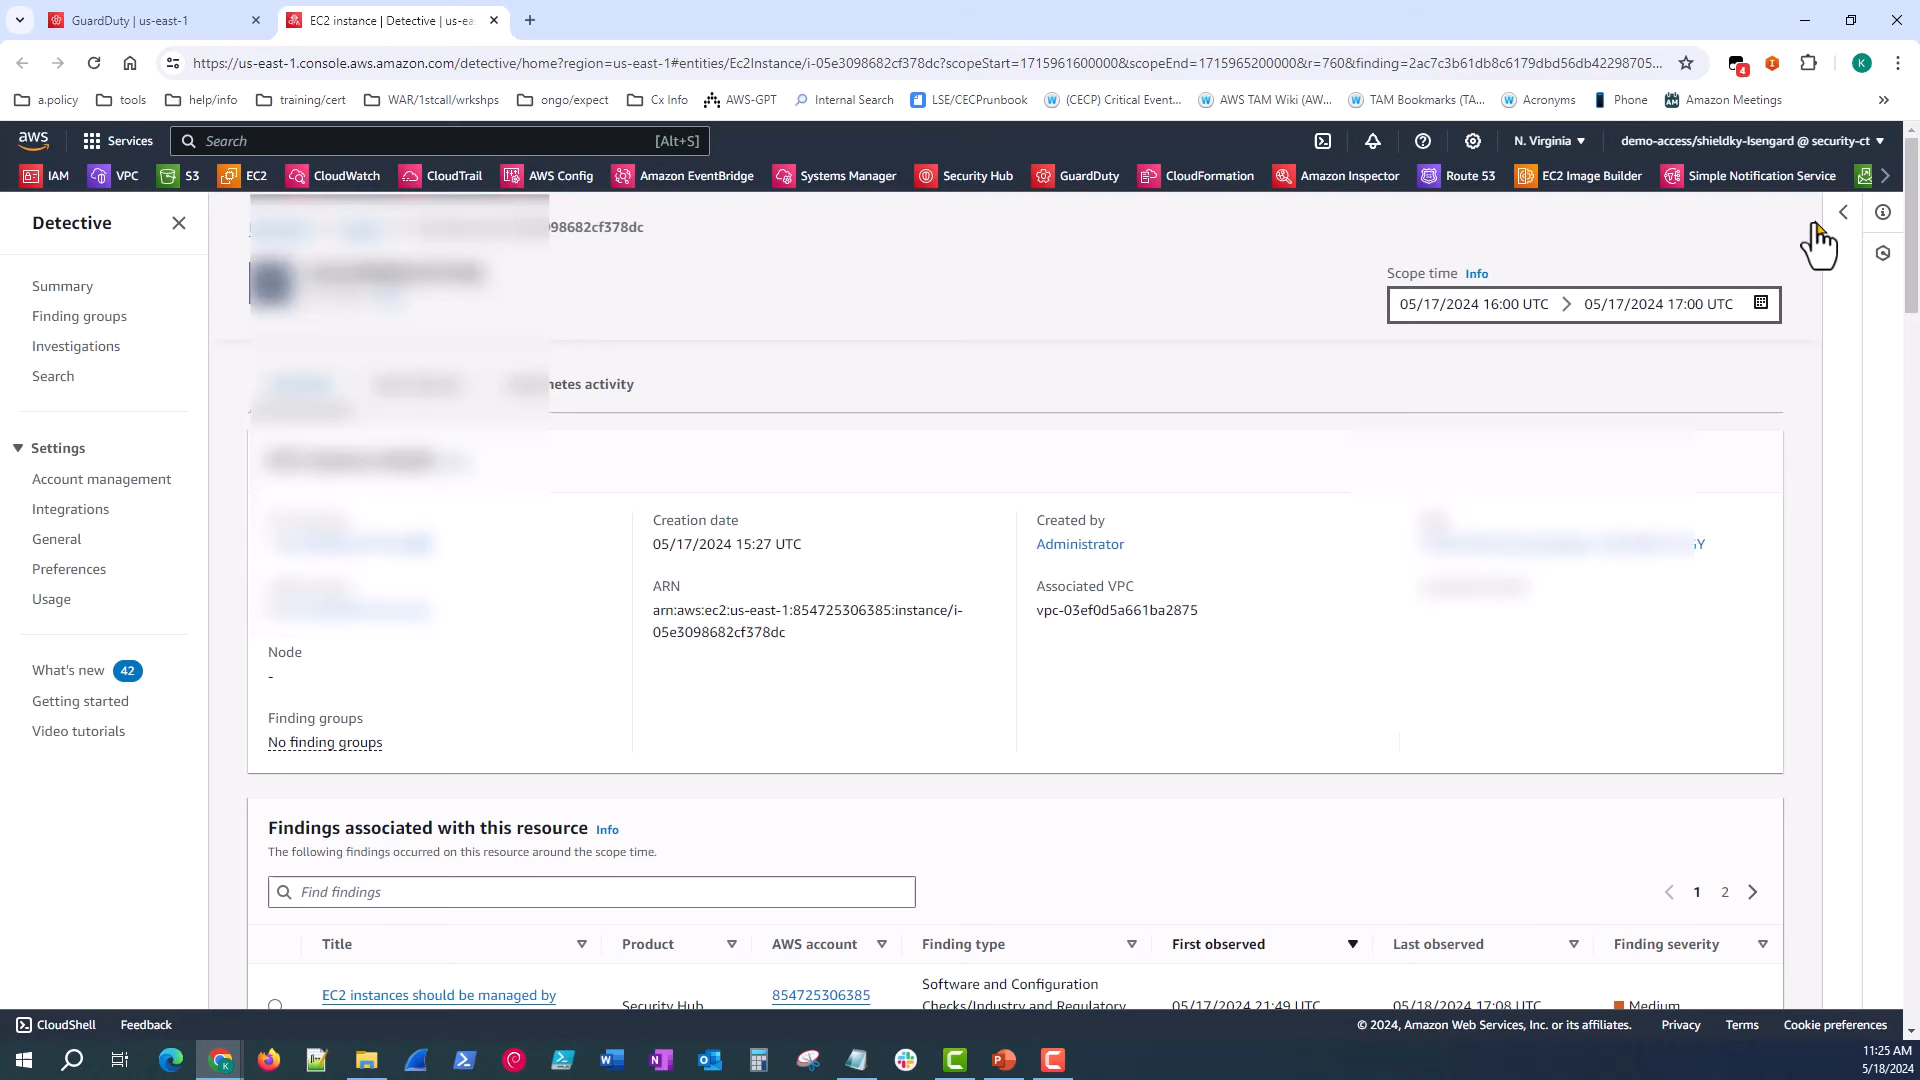 GuardDuty | us-east-1
EC2 instance | Detective | us-ea
https://us-east-1.console.aws.amazon.com/detective/home?region=us-east-1#entities/Ec2Instance/i-05e3098682cf378dc?scopeStart=1715961600000&scopeEnd=1715965200000&r=760&finding=2ac7c3b61db8c6179dbd56db42298705...
4
K
a.policy
tools
help/info
training/cert
WAR/1stcall/wrkshps
ongo/expect
Cx Info
AWS-GPT
Internal Search
LSE/CECPrunbook
(CECP) Critical Event...
AWS TAM Wiki (AW...
TAM Bookmarks (TA...
Acronyms
Phone
Amazon Meetings
aws
Services
Search
[Alt+S]
N. Virginia
demo-access/shieldky-Isengard @ security-ct
IAM
VPC
S3
EC2
CloudWatch
CloudTrail
AWS Config
Amazon EventBridge
Systems Manager
Security Hub
GuardDuty
CloudFormation
Amazon Inspector
Route 53
EC2 Image Builder
Simple Notification Service
Detective
Summary
Finding groups
Investigations
Search
Settings
Account management
Integrations
General
Preferences
Usage
What's new 42
Getting started
Video tutorials
98682cf378dc
Scope time Info
05/17/2024 16:00 UTC > 05/17/2024 17:00 UTC
netes activity
Creation date
05/17/2024 15:27 UTC
ARN
arn:aws:ec2:us-east-1:854725306385:instance/i-
05e3098682cf378dc
Created by
Administrator
Associated VPC
vpc-03ef0d5a661ba2875
Y
Node
-
Finding groups
No finding groups
Findings associated with this resource Info
The following findings occurred on this resource around the scope time.
Find findings
1 2
Title
Product
AWS account
Finding type
First observed
Last observed
Finding severity
EC2 instances should be managed by
Security Hub
854725306385
Software and Configuration
Checks/Industry and Regulatory
05/17/2024 21:49 UTC
05/18/2024 17:08 UTC
Medium
CloudShell
Feedback
© 2024, Amazon Web Services, Inc. or its affiliates.
Privacy
Terms
Cookie preferences
11:25 AM
5/18/2024